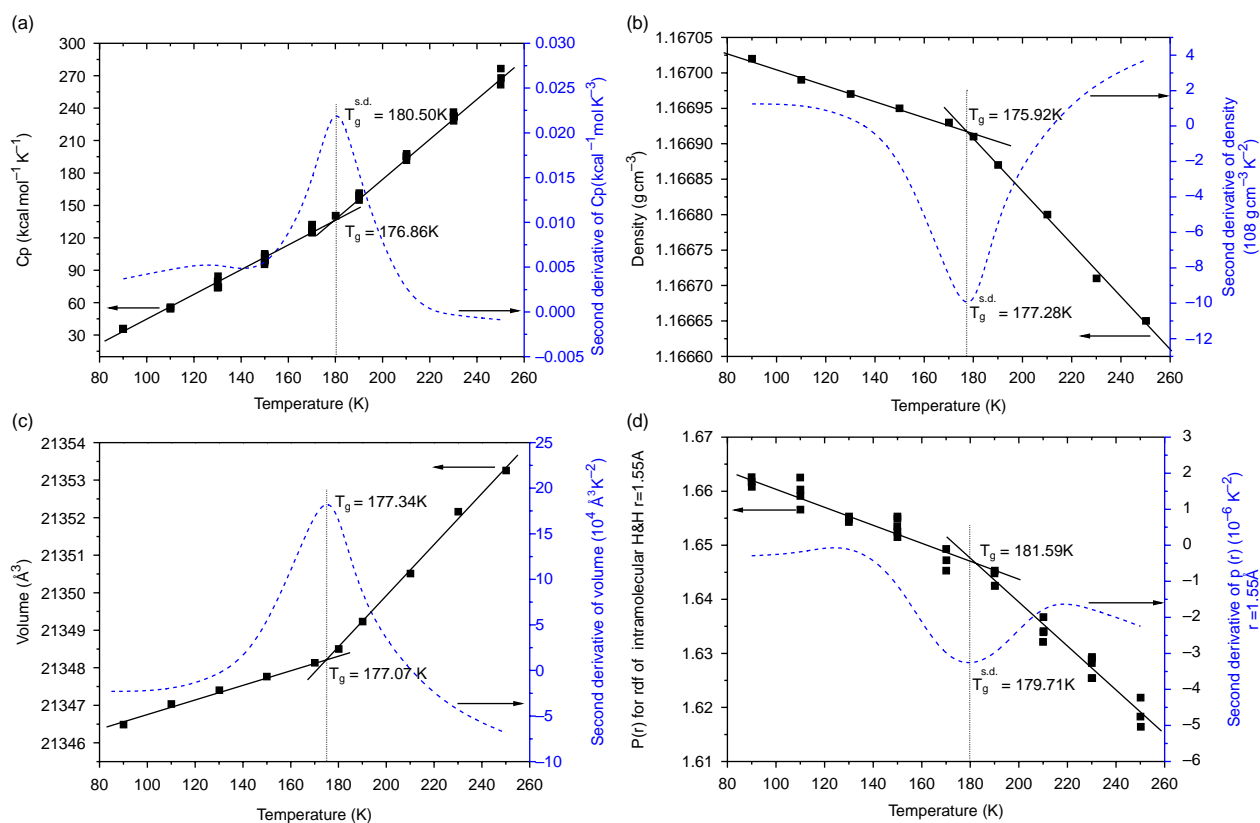 (a)
300
270
240
210
180
150
120
90
60
30
Cp (kcal mol−1 K−1)
0.030
0.025
0.020
0.015
0.010
0.005
0.000
−0.005
Second derivative of Cp(kcal−1mol K−3)
Tg s.d. = 180.50K
Tg = 176.86K
80 100 120 140 160 180 200 220 240 260
Temperature (K)
(b)
1.16705
1.16700
1.16695
1.16690
1.16685
1.16680
1.16675
1.16670
1.16665
1.16660
Density (g cm−3)
4
2
0
−2
−4
−6
−8
−10
−12
Second derivative of density
(108 g cm−3 K−2)
Tg = 175.92K
Tg s.d. = 177.28K
80 100 120 140 160 180 200 220 240 260
Temperature (K)
(c)
21354
21353
21352
21350
21349
21348
21347
21346
21345
Volume (Å3)
25
20
15
10
5
0
−5
−10
Second derivative of volume (10^4 Å3 K−2)
Tg = 177.34K
Tg = 177.07 K
80 100 120 140 160 180 200 220 240 260
Temperature (K)
(d)
1.67
1.66
1.65
1.64
1.63
1.62
1.61
P(r) for rdf of intramolecular H&H r=1.55A
3
2
1
0
−1
−2
−3
−4
−5
−6
Second derivative of p (r) (10−6 K−2)
r =1.55Å
Tg = 181.59K
Tg s.d. = 179.71K
80 100 120 140 160 180 200 220 240 260
Temperature (K)